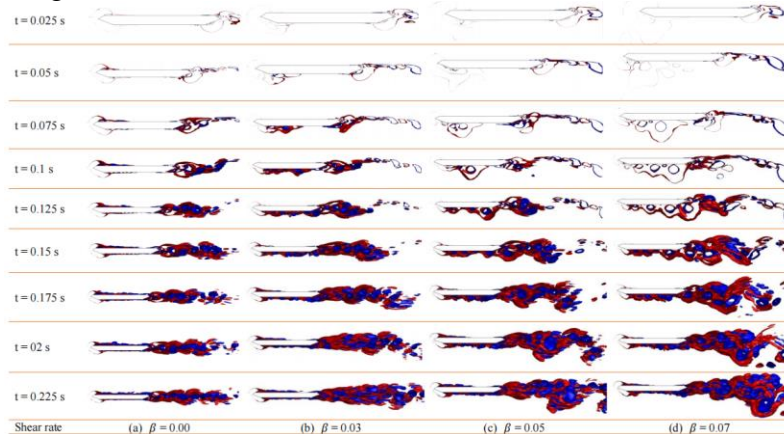 t = 0.025 s
t = 0.05 s
t = 0.075 s
t = 0.1 s
t = 0.125 s
t = 0.15 s
t = 0.175 s
t = 02 s
t = 0.225 s
Shear rate (a) β = 0.00 (b) β = 0.03 (c) β = 0.05 (d) β = 0.07